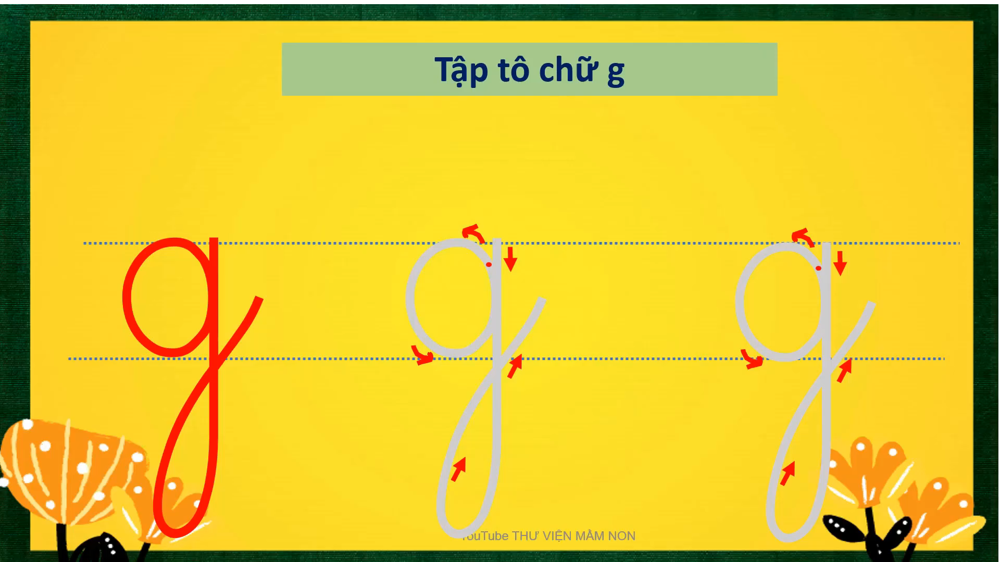 Tập tô chữ g
g g g
YouTube THƯ VIỆN MẦM NON